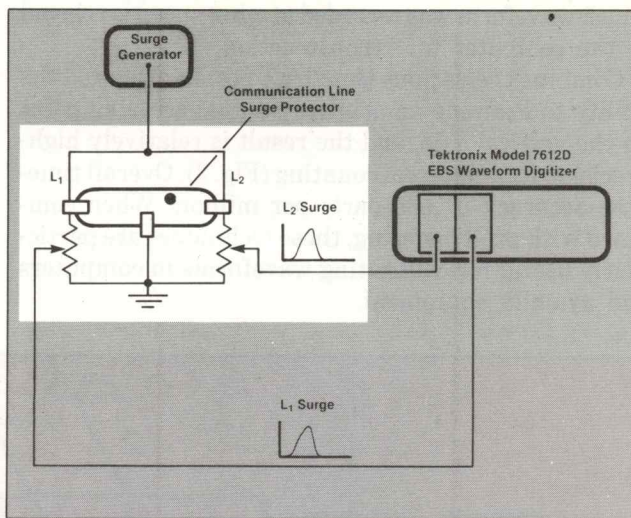 Surge
Generator
Communication Line
Surge Protector
L₁
L₂
Tektronix Model 7612D
EBS Waveform Digitizer
L₂ Surge
L₁ Surge